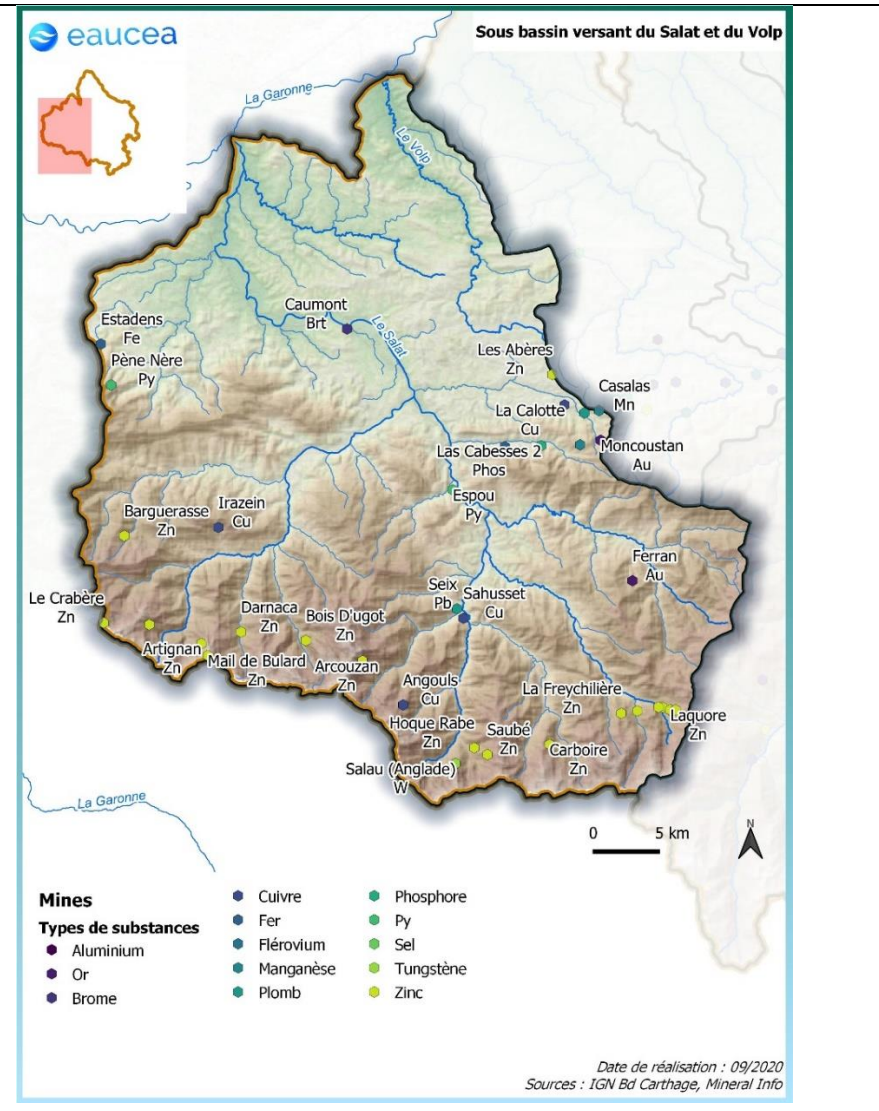 eaucea
Sous bassin versant du Salat et du Volp
La Garonne
Le Volp
Estadens
Fe
Caumont
Brt
Le Salat
Pène Nère
Py
Les Abères
Zn
Casalas
Mn
La Calotte
Cu
Las Cabesses 2
Phos
Moncoustan
Au
Espou
Py
Barguerasse
Zn
Irazein
Cu
Ferran
Au
Le Crabère
Zn
Seix
Pb
Sahusset
Cu
Darnaca
Zn
Bois D'ugot
Zn
Artignan
Zn
Mail de Bulard
Zn
Arcouzan
Zn
Angouls
Cu
La Freychilière
Zn
Laquore
Zn
Hoque Rabe
Zn
Saubé
Zn
Carboire
Zn
Salau (Anglade)
W
La Garonne
0 5 km
N
Mines
Types de substances
Aluminium
Or
Brome
Cuivre
Fer
Flérovium
Manganèse
Plomb
Phosphore
Py
Sel
Tungstène
Zinc
Date de réalisation : 09/2020
Sources : IGN Bd Carthage, Mineral Info